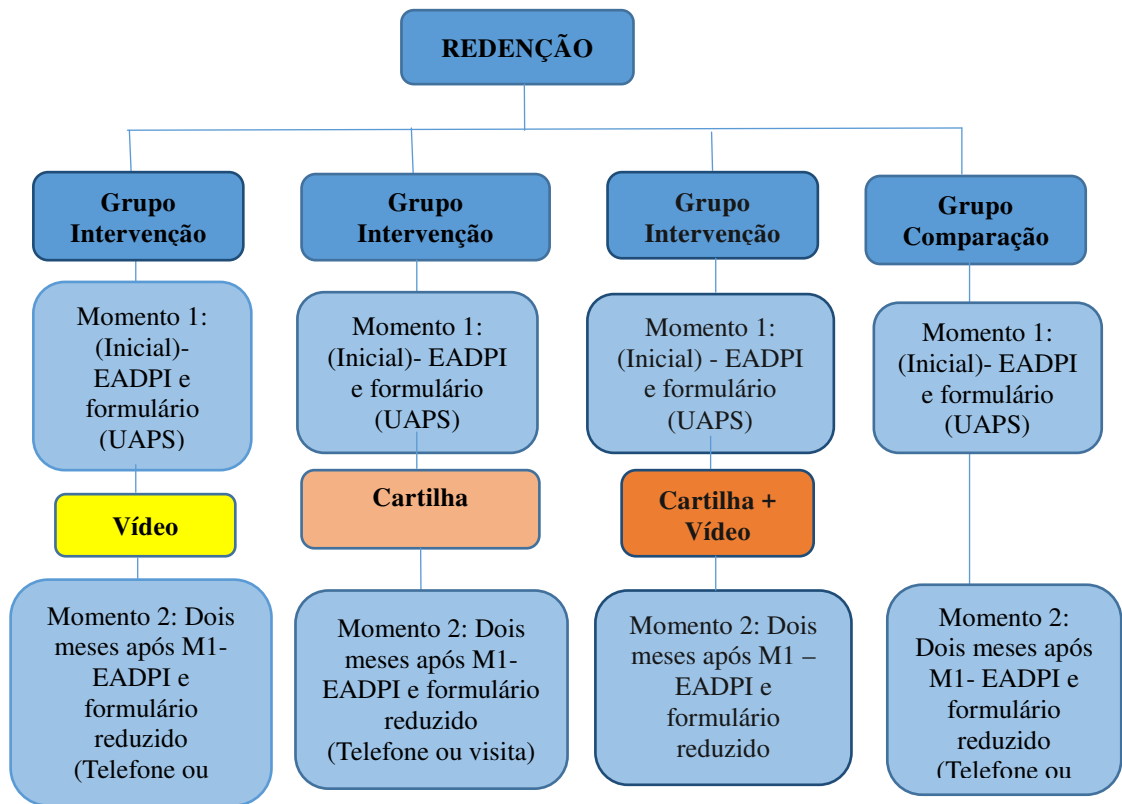 REDENÇÃO
Grupo
Intervenção
Grupo
Intervenção
Grupo
Intervenção
Grupo
Comparação
Momento 1:
(Inicial)-
EADPI e
formulário
(UAPS)
Momento 1:
(Inicial)- EADPI
e formulário
(UAPS)
Momento 1:
(Inicial) - EADPI
e formulário
(UAPS)
Momento 1:
(Inicial)- EADPI
e formulário
(UAPS)
Vídeo
Cartilha
Cartilha +
Vídeo
Momento 2: Dois
meses após M1-
EADPI e
formulário
reduzido
(Telefone ou
Momento 2: Dois
meses após M1-
EADPI e formulário
reduzido
(Telefone ou visita)
Momento 2: Dois
meses após M1 –
EADPI e
formulário
reduzido
Momento 2:
Dois meses após
M1- EADPI e
formulário
reduzido
(Telefone ou